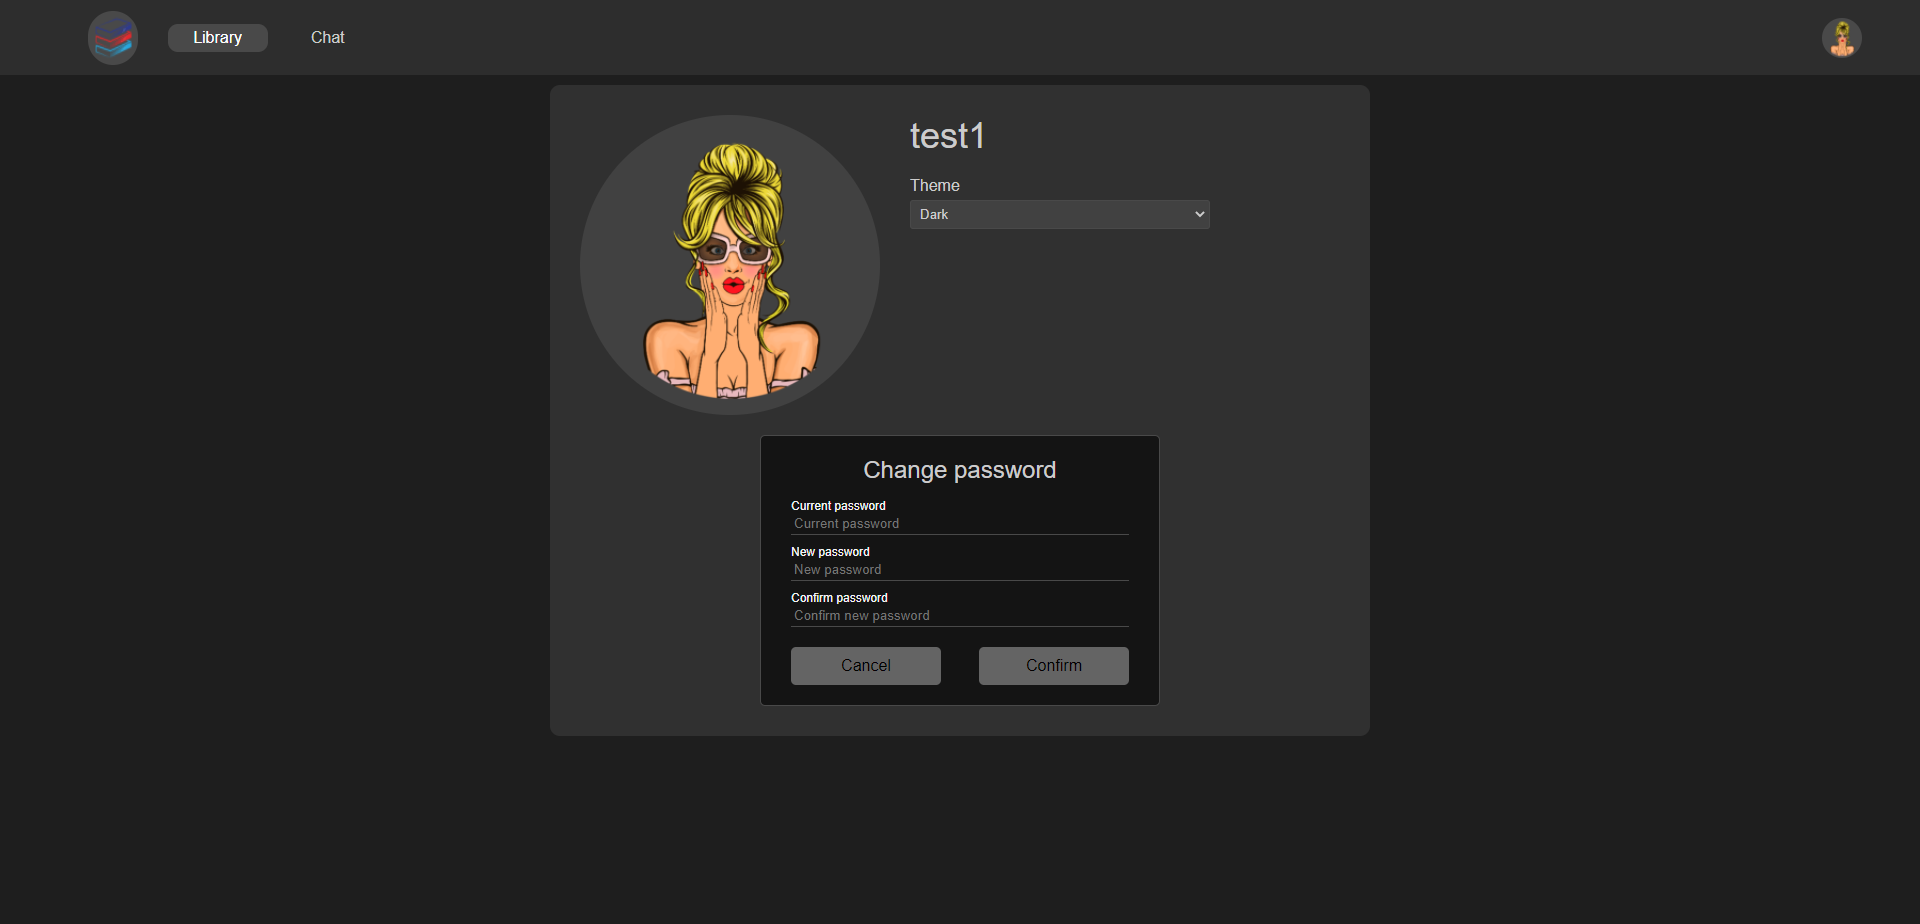 Library
Chat
test1
Theme
Dark
Change password
Current password
Current password
New password
New password
Confirm password
Confirm new password
Cancel
Confirm